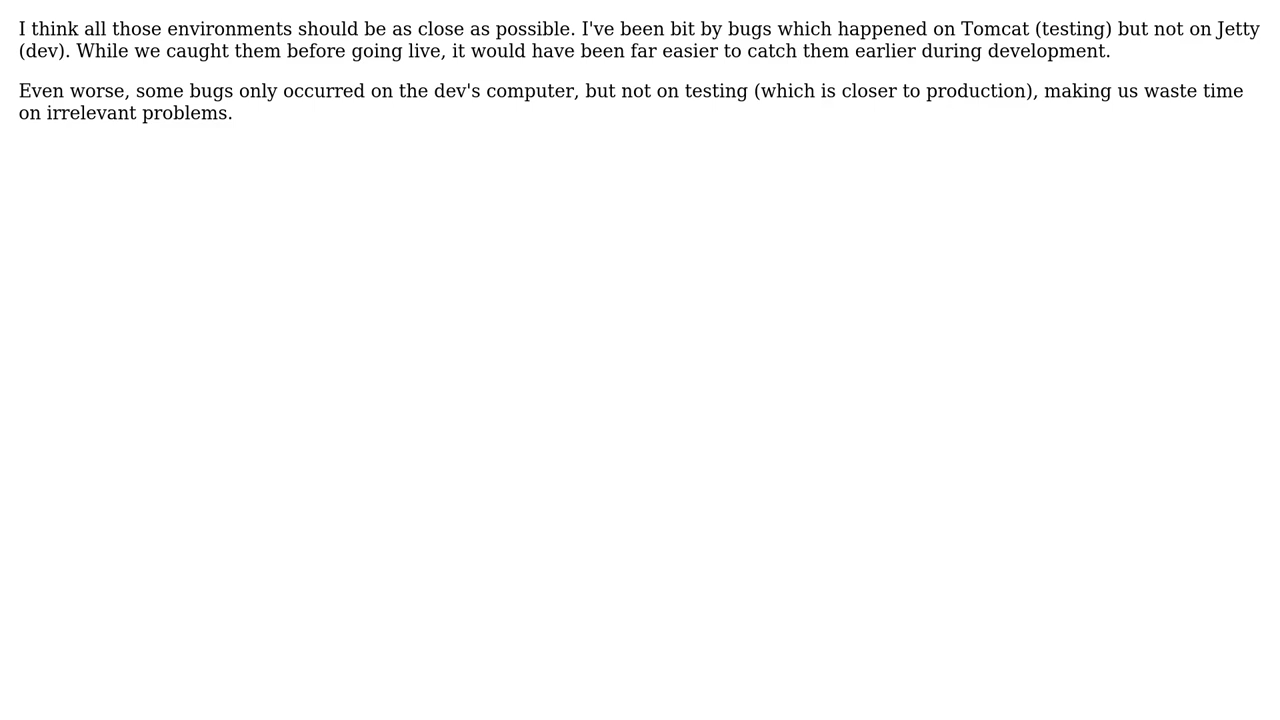 I think all those environments should be as close as possible. I've been bit by bugs which happened on Tomcat (testing) but not on Jetty
(dev). While we caught them before going live, it would have been far easier to catch them earlier during development.
Even worse, some bugs only occurred on the dev's computer, but not on testing (which is closer to production), making us waste time
on irrelevant problems.